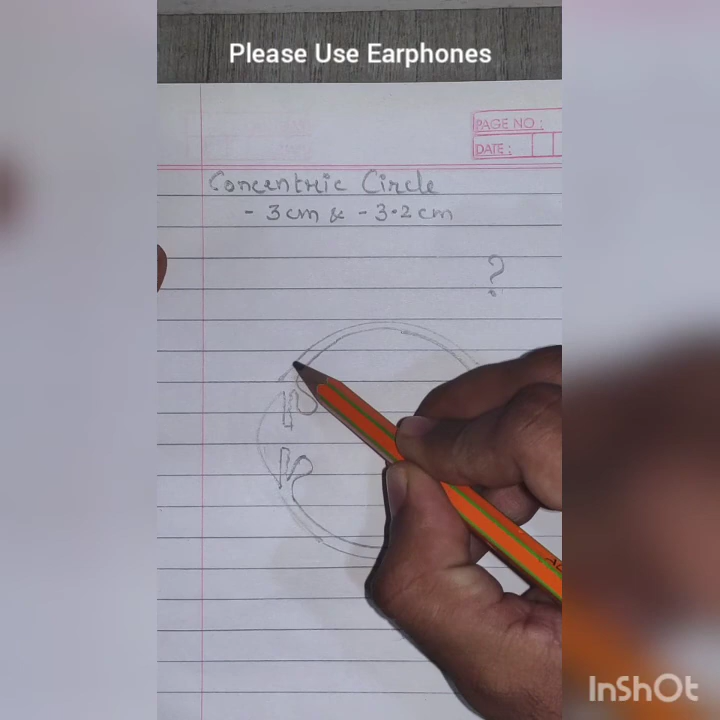 Please Use Earphones
PAGE NO :
DATE :
Concentric Circle
- 3 cm & - 3.2 cm
?
InShOt